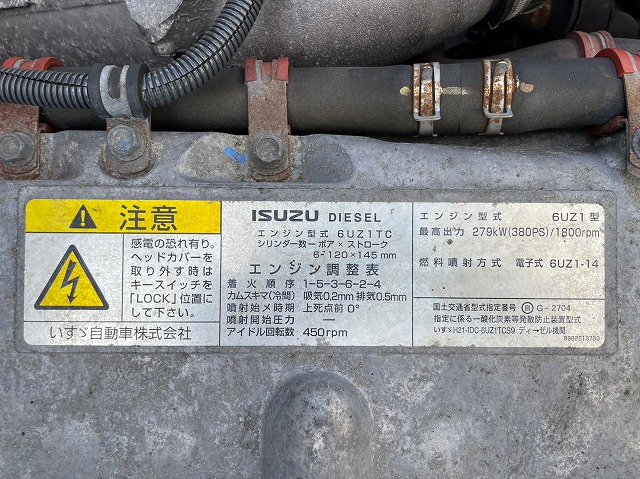 注意
感電の恐れ有り。
ヘッドカバーを
取り外す時は
キースイッチを
「LOCK」位置に
して下さい。
いすゞ自動車株式会社
ISUZU DIESEL
エンジン型式 6UZ1TC
シリンダー数ー ボア × ストローク
6-120×145mm
エンジン調整表
着火順序 1-5-3-6-2-4
カムスキマ(冷間) 吸気0.2mm 排気0.5mm
噴射始メ時期 上死点前 0°
噴射開始圧力 ―
アイドル回転数 450rpm
エンジン型式 6UZ1型
最高出力 279kW(380PS)/1800rpm
燃料噴射方式 電子式 6UZ1-14
国土交通省型式指定番号 G-2704
指定に係る一酸化炭素等発散防止装置型式
いすゞH21-IDC-6UZ1TCS9 ディーゼル機関
8982513750